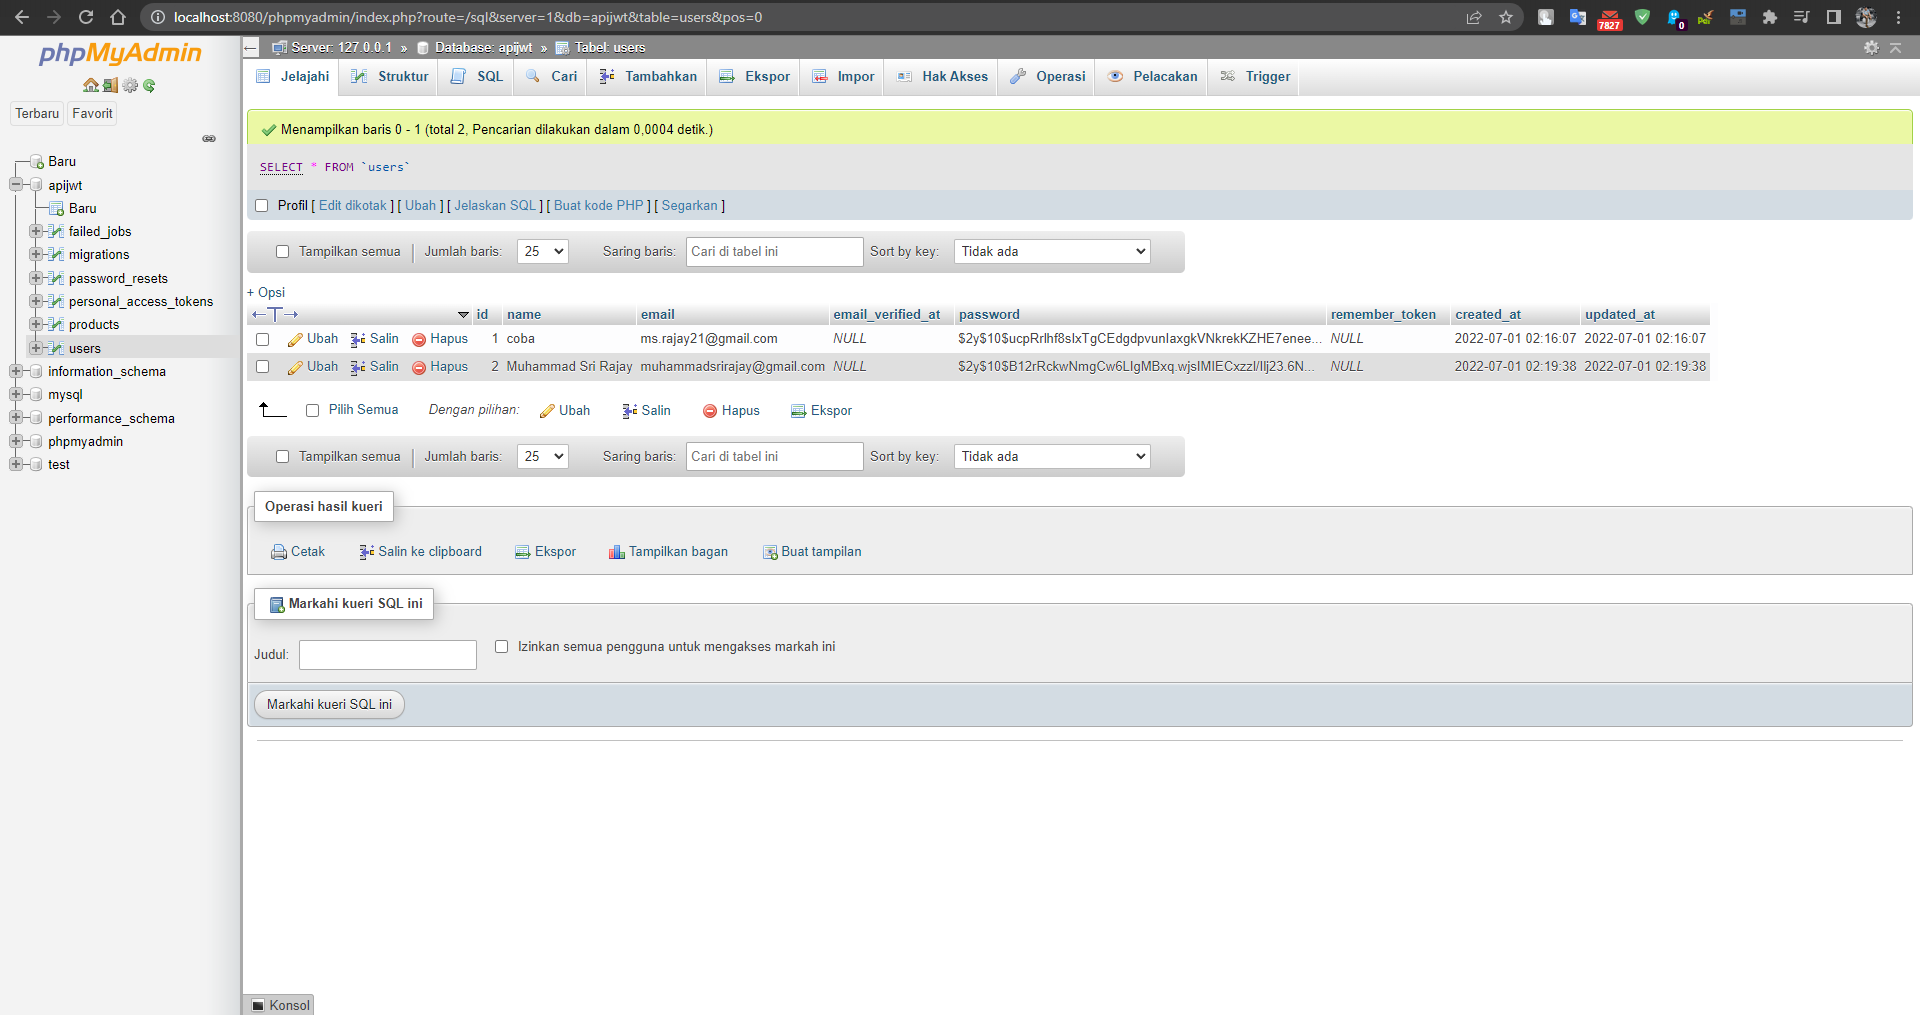 localhost:8080/phpmyadmin/index.php?route=/sql&server=1&db=apijwt&table=users&pos=0
7827
0
phpMyAdmin
Terbaru Favorit
Baru
apijwt
Baru
failed_jobs
migrations
password_resets
personal_access_tokens
products
users
information_schema
mysql
performance_schema
phpmyadmin
test
Server: 127.0.0.1 » Database: apijwt » Tabel: users
Jelajahi Struktur SQL Cari Tambahkan Ekspor Impor Hak Akses Operasi Pelacakan Trigger
Menampilkan baris 0 - 1 (total 2, Pencarian dilakukan dalam 0,0004 detik.)
SELECT * FROM `users`
Profil [ Edit dikotak ] [ Ubah ] [ Jelaskan SQL ] [ Buat kode PHP ] [ Segarkan ]
Tampilkan semua Jumlah baris: 25 Saring baris: Cari di tabel ini Sort by key: Tidak ada
+ Opsi
id name email email_verified_at password remember_token created_at updated_at
Ubah Salin Hapus 1 coba ms.rajay21@gmail.com NULL NULL 2022-07-01 02:16:07 2022-07-01 02:16:07
Ubah Salin Hapus 2 Muhammad Sri Rajay muhammadsrirajay@gmail.com NULL NULL 2022-07-01 02:19:38 2022-07-01 02:19:38
Pilih Semua Dengan pilihan: Ubah Salin Hapus Ekspor
Tampilkan semua Jumlah baris: 25 Saring baris: Cari di tabel ini Sort by key: Tidak ada
Operasi hasil kueri
Cetak Salin ke clipboard Ekspor Tampilkan bagan Buat tampilan
Markahi kueri SQL ini
Judul: Izinkan semua pengguna untuk mengakses markah ini
Markahi kueri SQL ini
Konsol